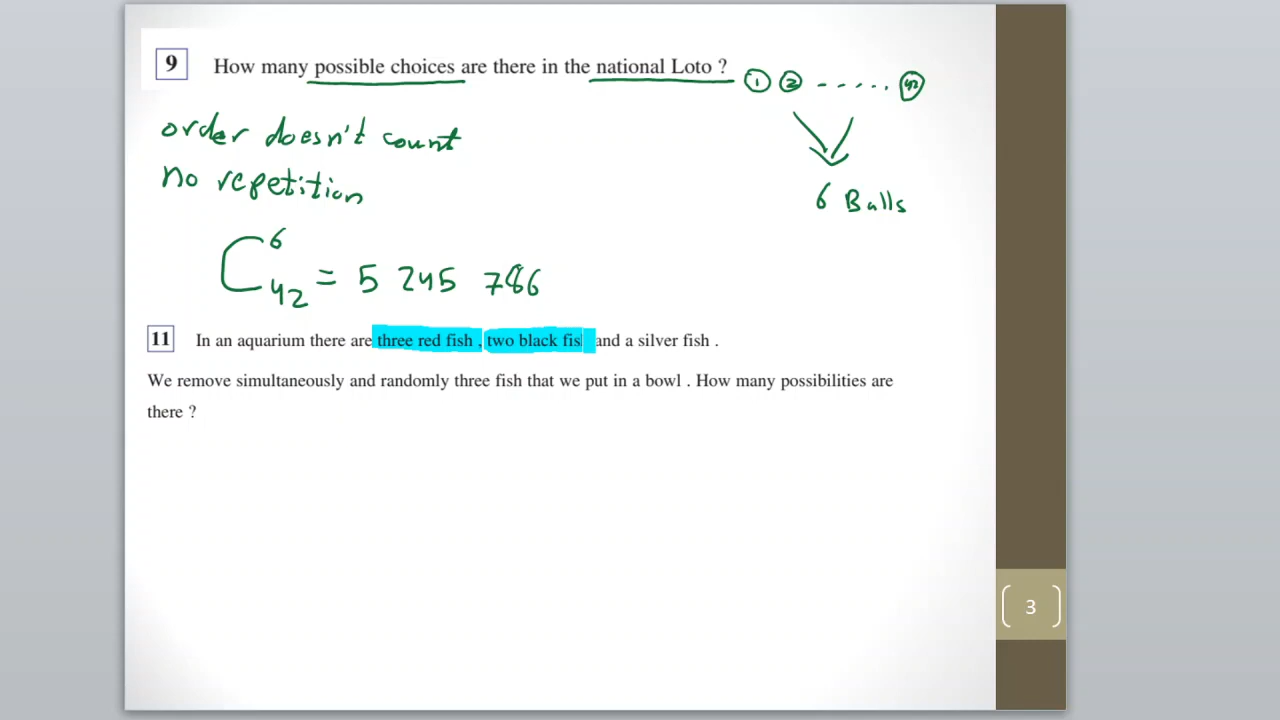 9 How many possible choices are there in the national Loto ? 1 2 ...... 42
order doesn't count
no repetition
6 Balls
C 6 42 = 5 245 786
11 In an aquarium there are three red fish , two black fis and a silver fish .
We remove simultaneously and randomly three fish that we put in a bowl . How many possibilities are
there ?
3